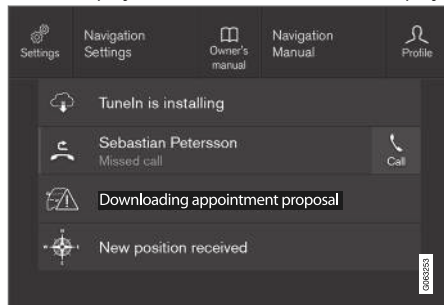 Settings
Navigation
Settings
Owner's
manual
Navigation
Manual
Profile
TuneIn is installing
Sebastian Petersson
Missed call
Call
Downloading appointment proposal
New position received
G063253